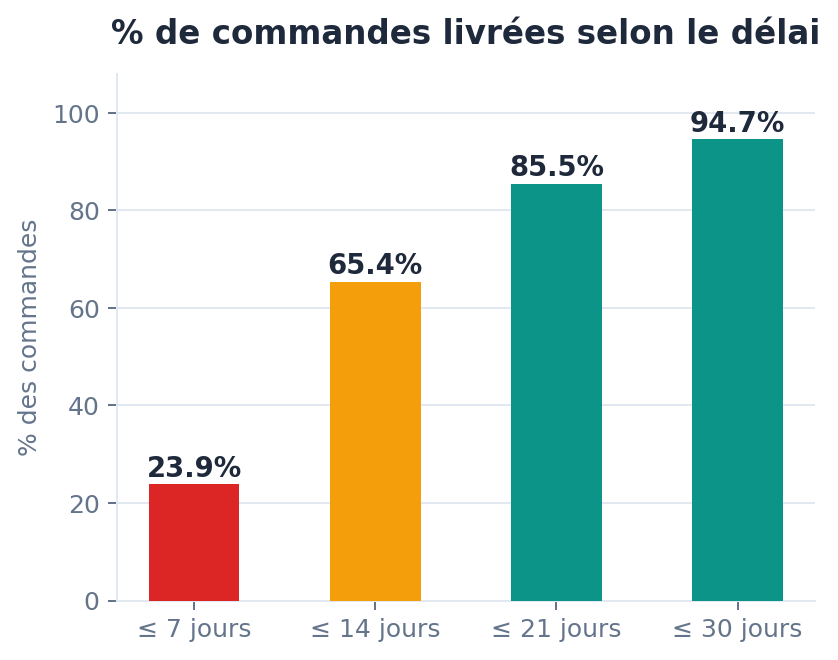 % de commandes livrées selon le délai
% des commandes
100
80
60
40
20
0
23.9%
65.4%
85.5%
94.7%
≤ 7 jours
≤ 14 jours
≤ 21 jours
≤ 30 jours